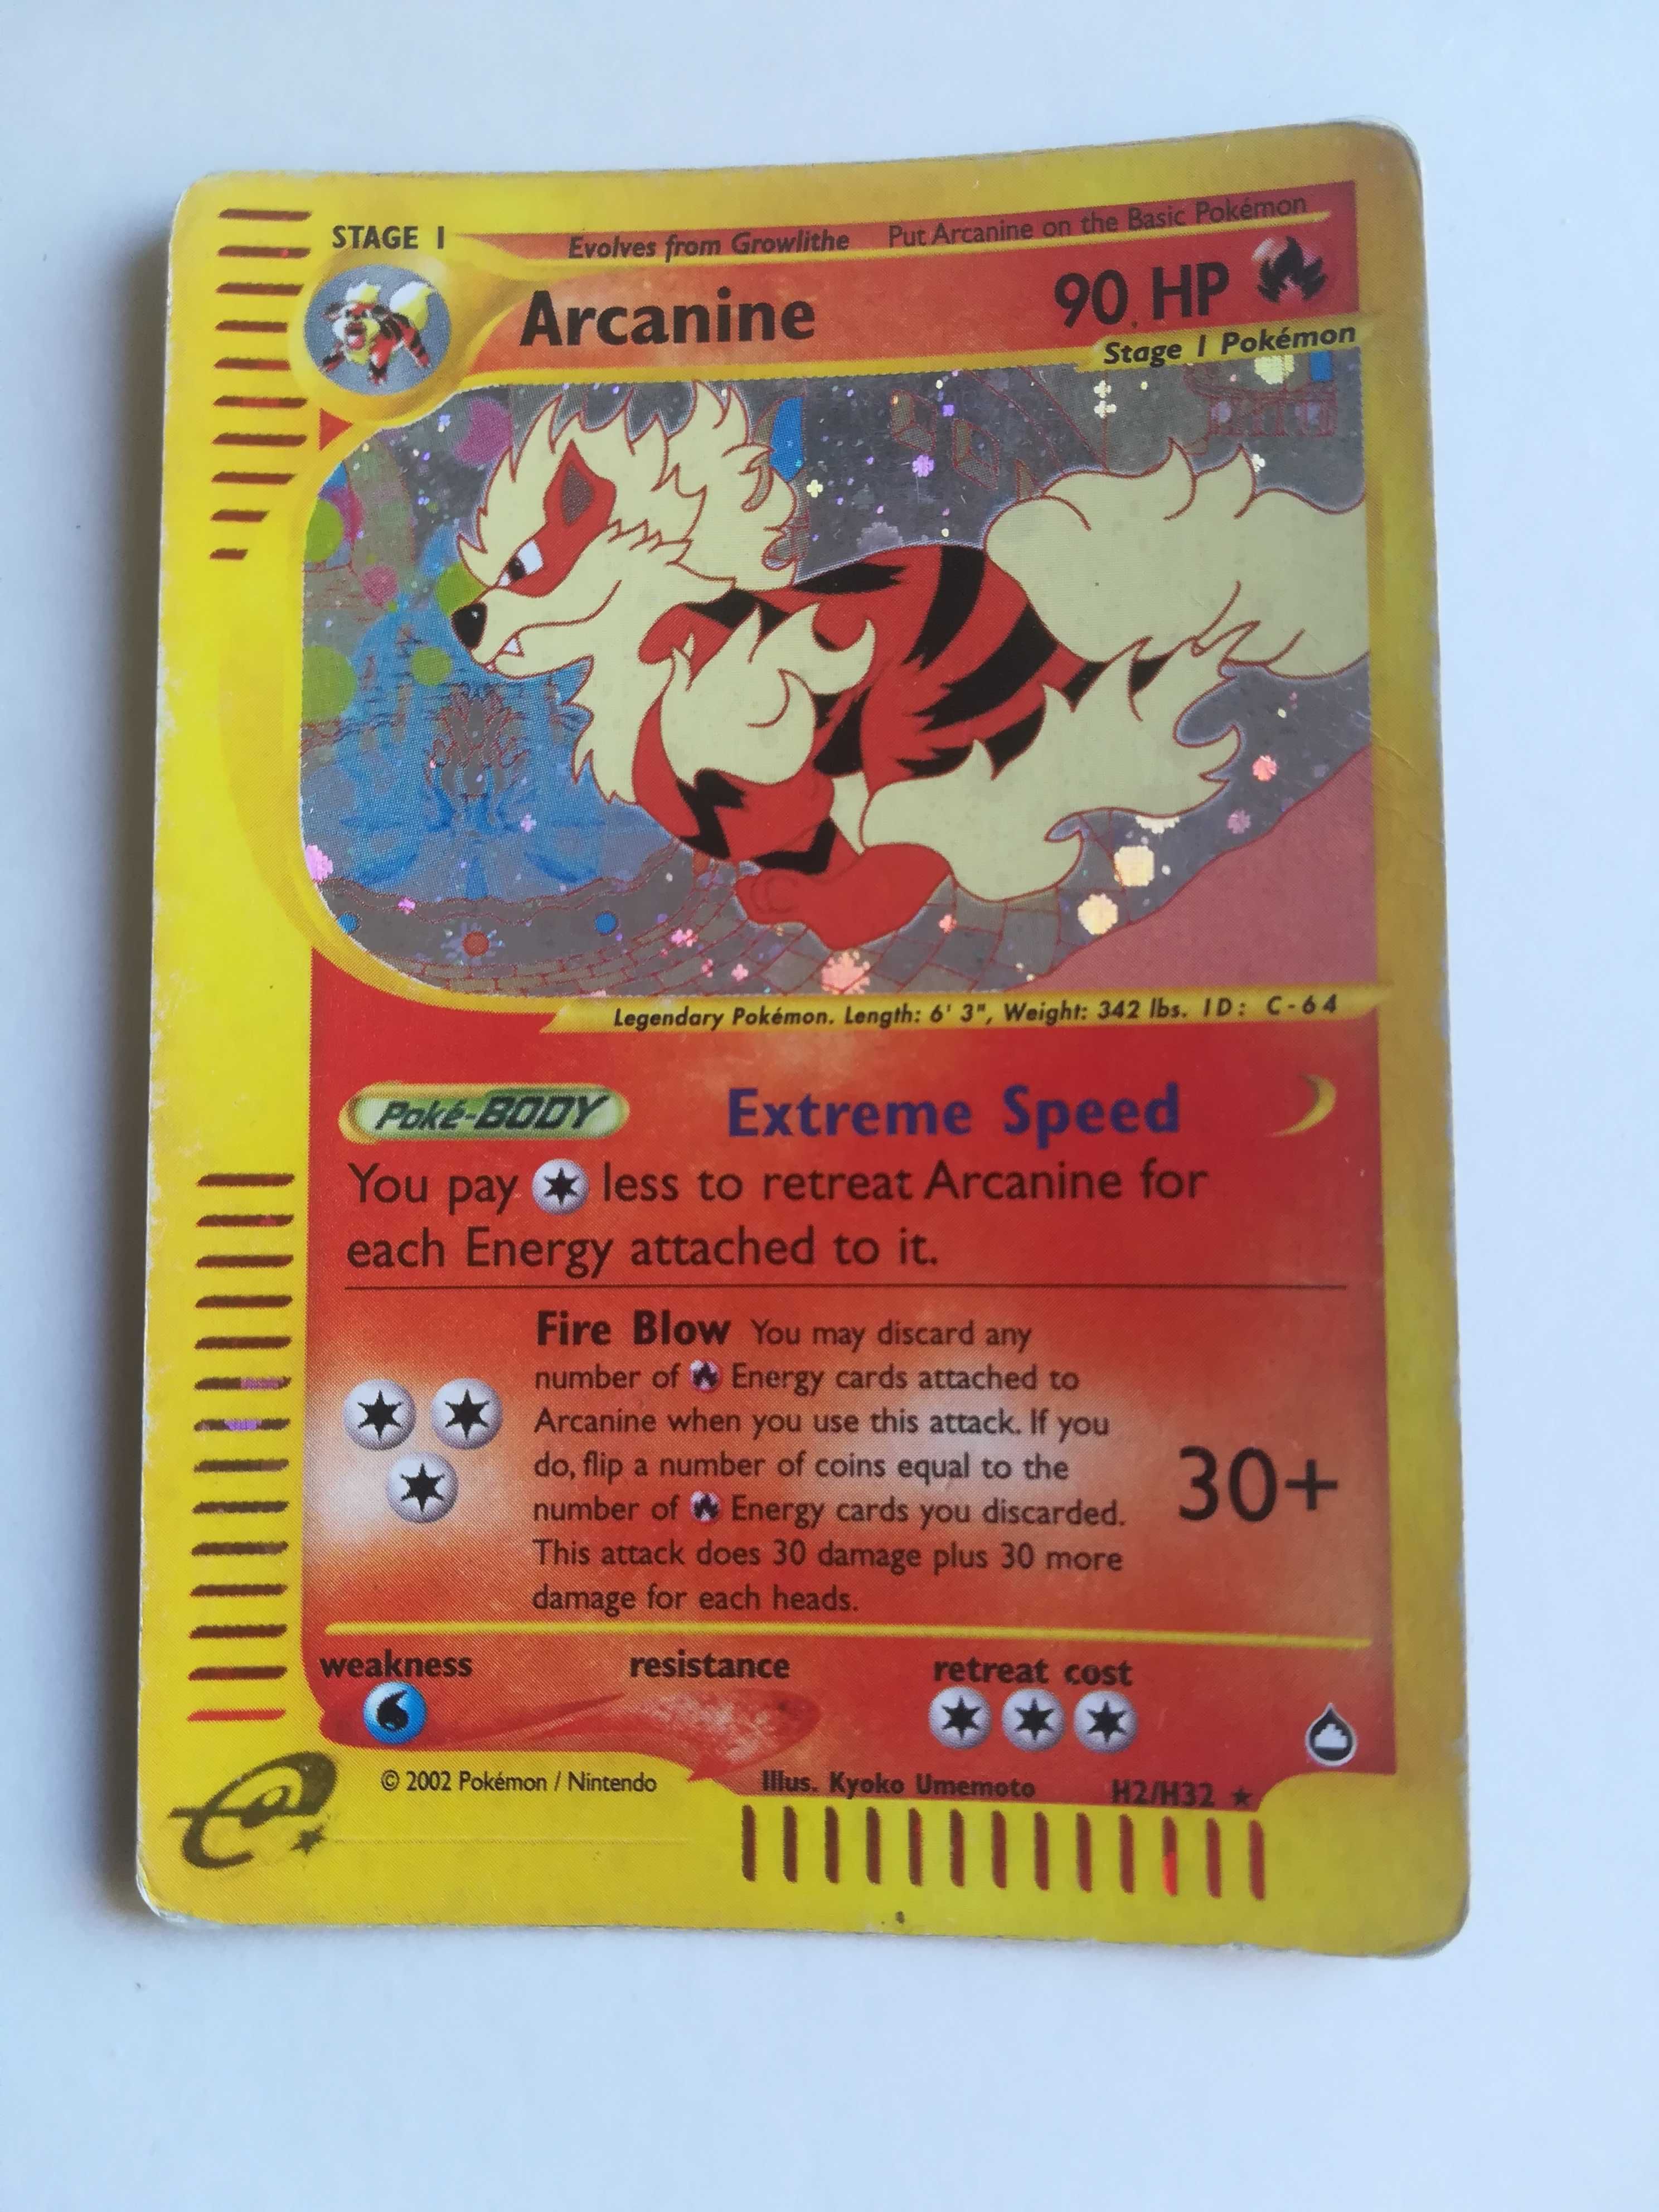 STAGE 1
Evolves from Growlithe Put Arcanine on the Basic Pokémon
Arcanine 90 HP
Stage 1 Pokémon
Legendary Pokémon. Length: 6' 3", Weight: 342 lbs. ID: C-64
Poké-BODY Extreme Speed
You pay less to retreat Arcanine for
each Energy attached to it.
Fire Blow You may discard any
number of Energy cards attached to
Arcanine when you use this attack. If you
do, flip a number of coins equal to the
number of Energy cards you discarded.
This attack does 30 damage plus 30 more
damage for each heads.
30+
weakness resistance retreat cost
© 2002 Pokémon / Nintendo Illus. Kyoko Umemoto H2/H32 ★
e